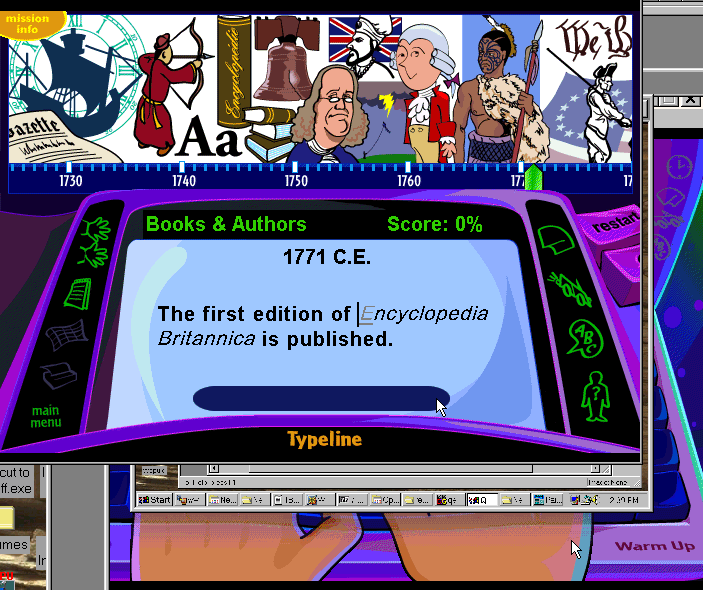 mission
info
Gazette
Encyclopedia
Aa
We the
1730
1740
1750
1760
Books & Authors
Score: 0%
restart
1771 C.E.
The first edition of Encyclopedia
Britannica is published.
ABC
?
main
menu
Typeline
cut to
ff.exe
Start
2:39 PM
umes
Warm Up